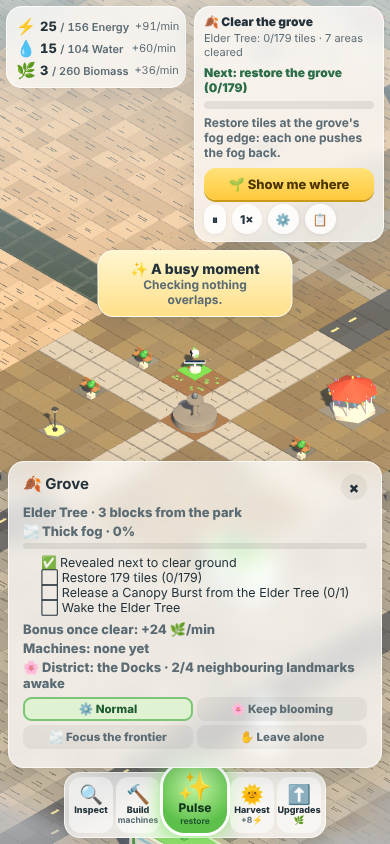 ⚡ 25 / 156 Energy +91/min
💧 15 / 104 Water +60/min
🌿 3 / 260 Biomass +36/min
🍂 Clear the grove
Elder Tree: 0/179 tiles · 7 areas
cleared
Next: restore the grove
(0/179)
Restore tiles at the grove's
fog edge: each one pushes
the fog back.
🌱 Show me where
⏸ 1× ⚙️ 📋
✨ A busy moment
Checking nothing
overlaps.
🍂 Grove ✖
Elder Tree · 3 blocks from the park
🌫️ Thick fog · 0%
✅ Revealed next to clear ground
⬜ Restore 179 tiles (0/179)
⬜ Release a Canopy Burst from the Elder Tree (0/1)
⬜ Wake the Elder Tree
Bonus once clear: +24 🌿/min
Machines: none yet
🌸 District: the Docks · 2/4 neighbouring landmarks
awake
⚙️ Normal 🌸 Keep blooming
🌫️ Focus the frontier ✋ Leave alone
🔍 🔨 ✨ 🌞 ⬆️
Inspect Build Pulse Harvest Upgrades
machines restore +8⚡ 🌿